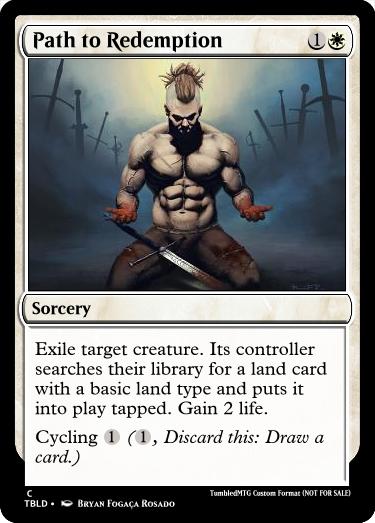 Path to Redemption 1
Sorcery
Exile target creature. Its controller
searches their library for a land card
with a basic land type and puts it
into play tapped. Gain 2 life.
Cycling 1 (1, Discard this: Draw a
card.)
C
TBLD • Bryan Fogaça Rosado
TumbledMTG Custom Format (NOT FOR SALE)